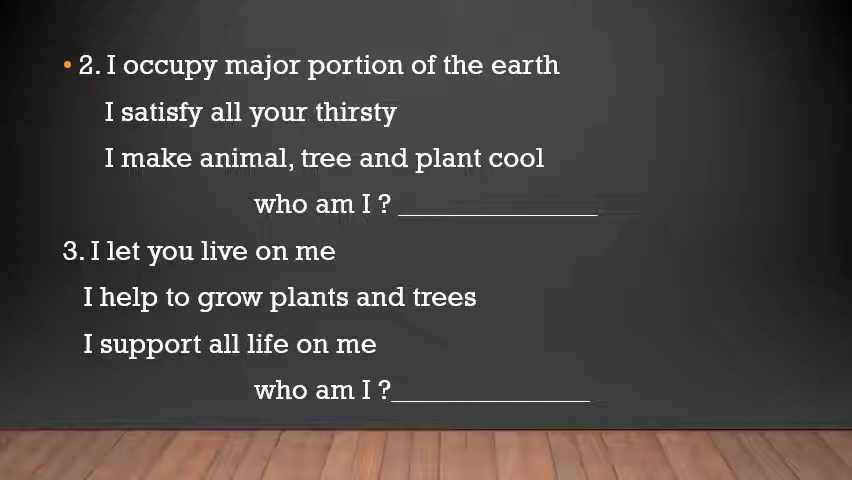 • 2. I occupy major portion of the earth
I satisfy all your thirsty
I make animal, tree and plant cool
who am I ? _______________
3. I let you live on me
I help to grow plants and trees
I support all life on me
who am I ?_______________